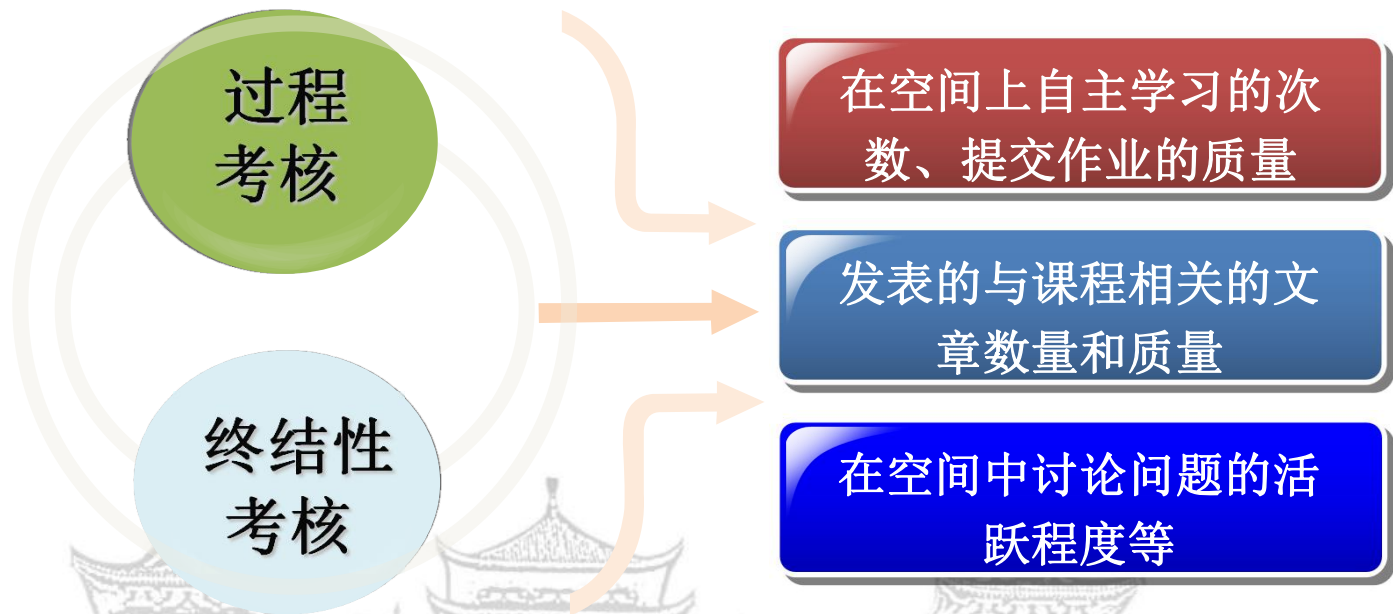 过程
考核
终结性
考核
在空间上自主学习的次
数、提交作业的质量
发表的与课程相关的文
章数量和质量
在空间中讨论问题的活
跃程度等